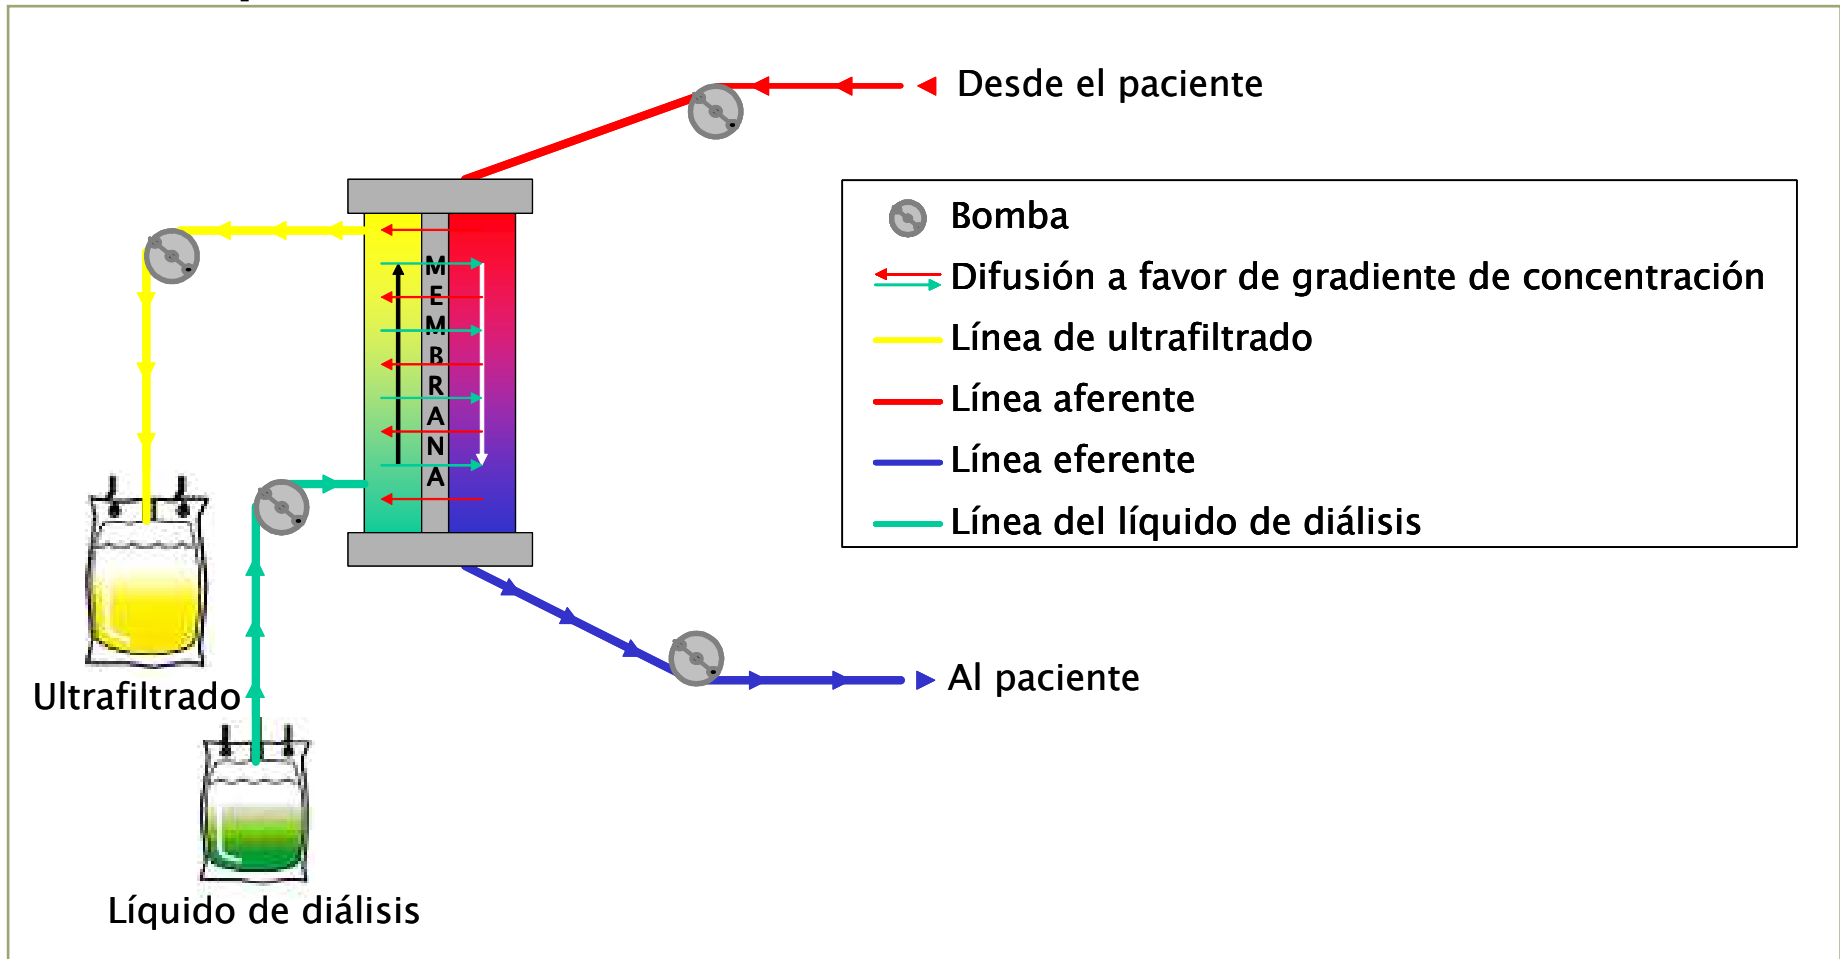 Desde el paciente
Bomba
Difusión a favor de gradiente de concentración
Línea de ultrafiltrado
Línea aferente
Línea eferente
Línea del líquido de diálisis
M
E
M
B
R
A
N
A
Al paciente
Ultrafiltrado
Líquido de diálisis